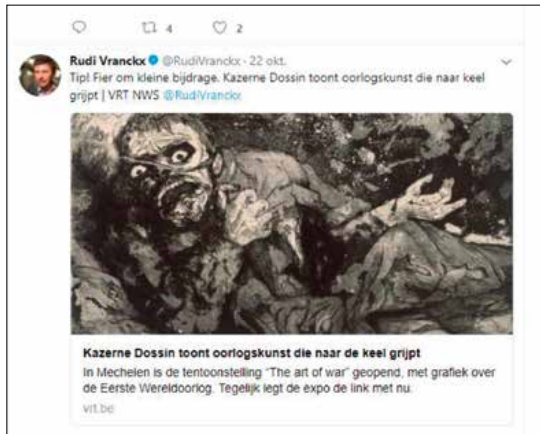 4 2
Rudi Vranckx @RudiVranckx · 22 okt.
Tip! Fier om kleine bijdrage. Kazerne Dossin toont oorlogskunst die naar keel
grijpt | VRT NWS @RudiVranckx
Kazerne Dossin toont oorlogskunst die naar de keel grijpt
In Mechelen is de tentoonstelling "The art of war" geopend, met grafiek over
de Eerste Wereldoorlog. Tegelijk legt de expo de link met nu.
vrt.be